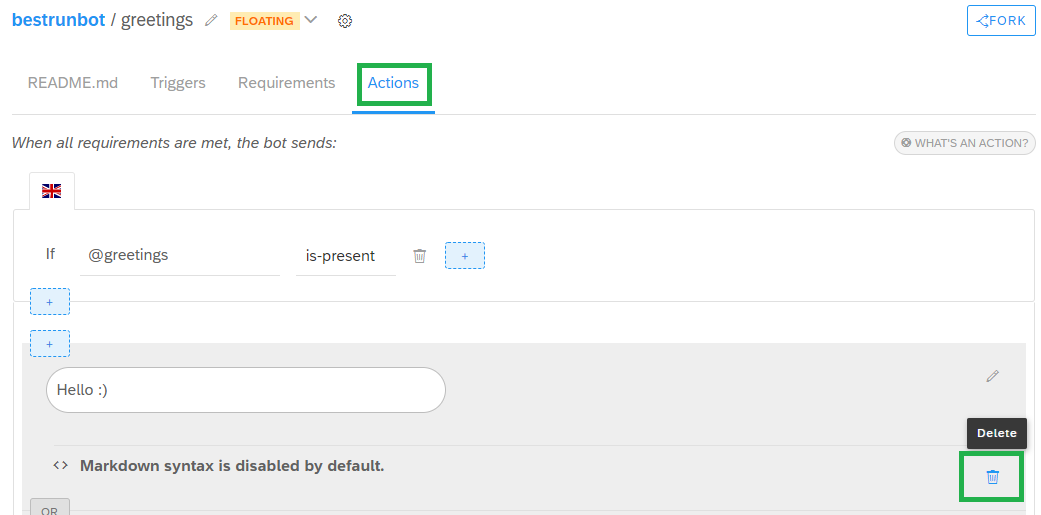 bestrunbot / greetings FLOATING FORK
README.md Triggers Requirements Actions
When all requirements are met, the bot sends: WHAT'S AN ACTION?
If @greetings is-present +
+
+
Hello :)
Delete
<> Markdown syntax is disabled by default.
OR